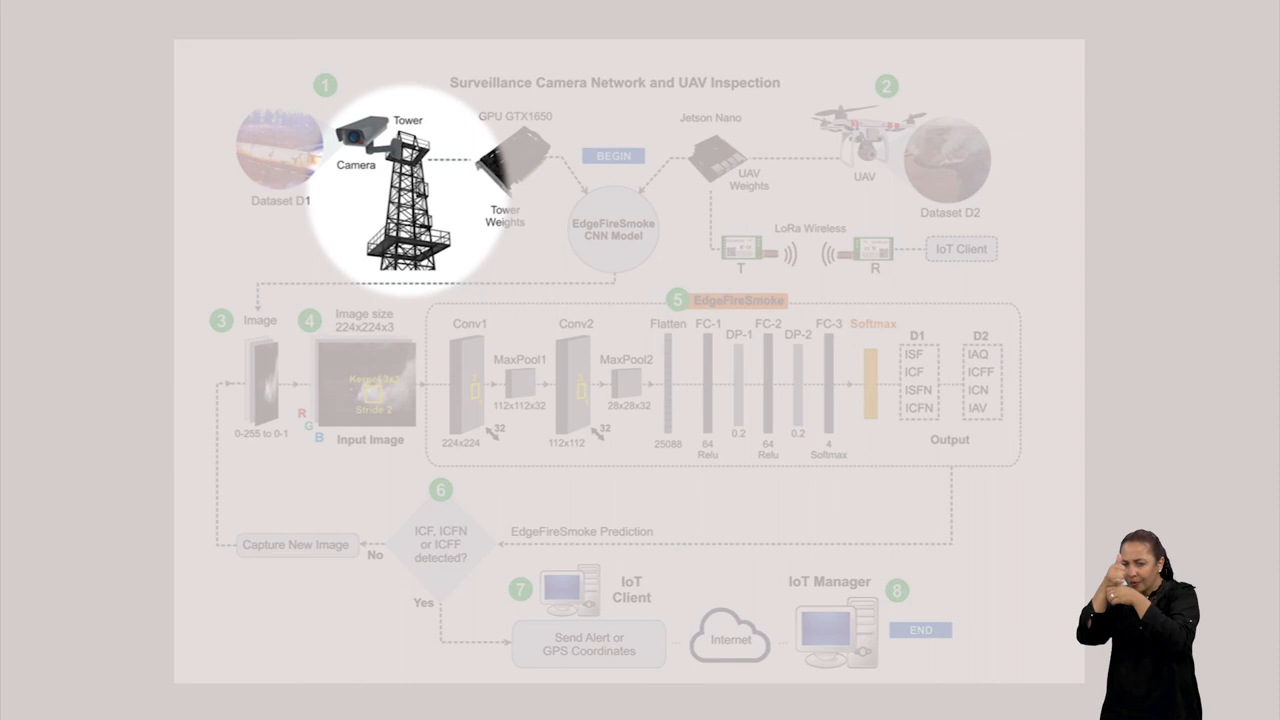 Surveillance Camera Network and UAV Inspection
1
2
Tower
Camera
Dataset D1
GPU GTX1650
Tower
Weights
BEGIN
EdgeFireSmoke
CNN Model
Jetson Nano
UAV
Weights
UAV
Dataset D2
LoRa Wireless
T
R
IoT Client
3
Image
0-255 to 0-1
4
Image size
224x224x3
Kernel 3x3
Stride 2
R
G
B
Input Image
5
EdgeFireSmoke
Conv1
224x224
32
MaxPool1
112x112x32
Conv2
112x112
32
MaxPool2
28x28x32
Flatten
25088
FC-1
64
Relu
DP-1
0.2
FC-2
64
Relu
DP-2
0.2
FC-3
4
Softmax
Softmax
D1
ISF
ICF
ISFN
ICFN
D2
IAQ
ICFF
ICN
IAV
Output
6
ICF, ICFN
or ICFF
detected?
EdgeFireSmoke Prediction
No
Capture New Image
Yes
7
IoT
Client
Send Alert or
GPS Coordinates
Internet
IoT Manager
8
END